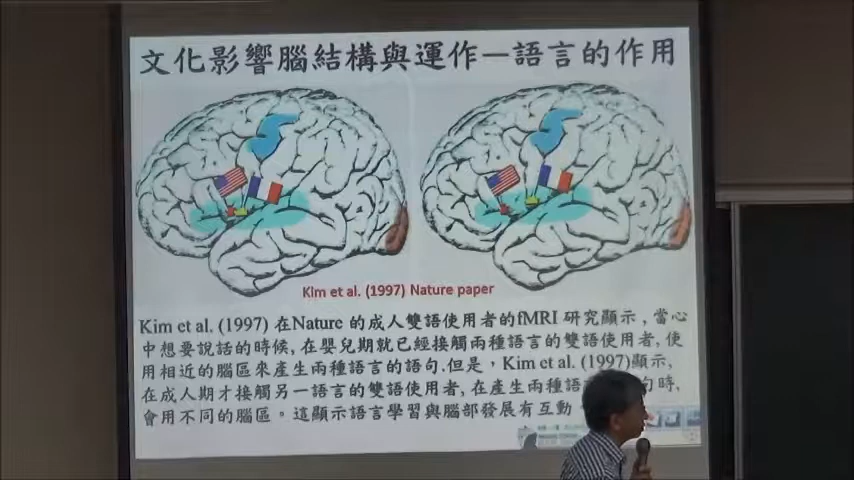 文化影響腦結構與運作—語言的作用
Kim et al. (1997) Nature paper
Kim et al. (1997) 在Nature 的成人雙語使用者的fMRI 研究顯示, 當心
中想要說話的時候, 在嬰兒期就已經接觸兩種語言的雙語使用者, 使
用相近的腦區來產生兩種語言的語句.但是, Kim et al. (1997)顯示,
在成人期才接觸另一語言的雙語使用者, 在產生兩種語 句時,
會用不同的腦區。這顯示語言學習與腦部發展有互動